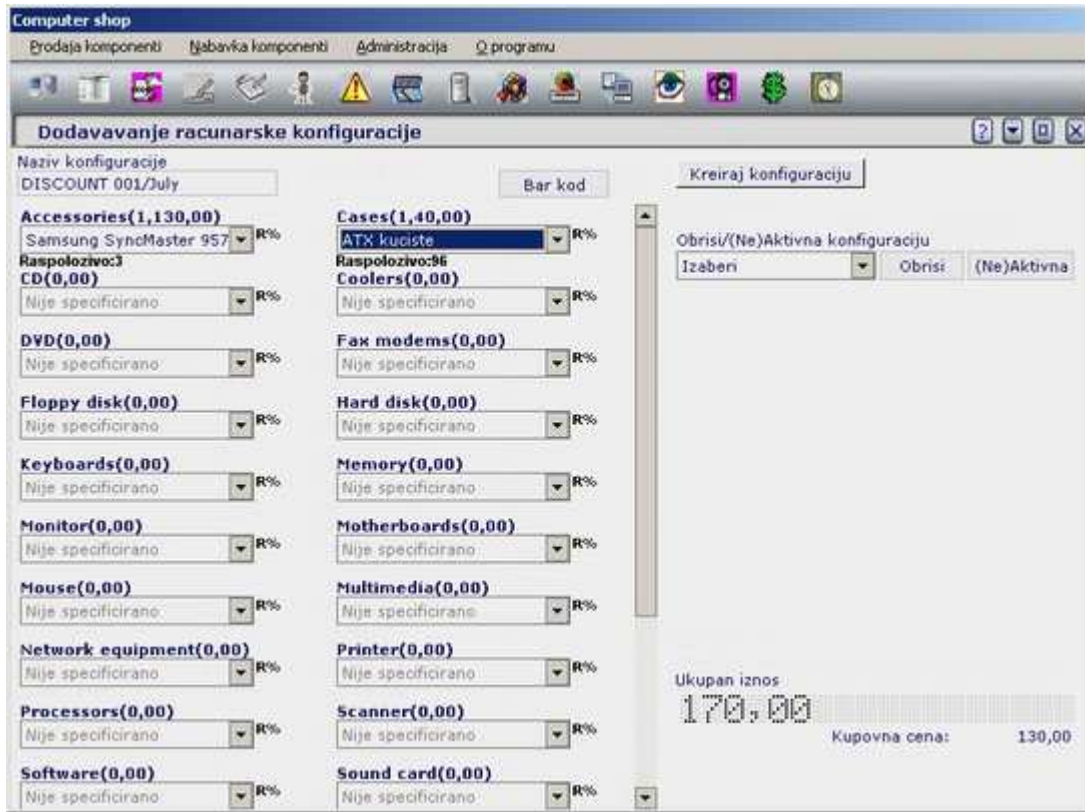 Computer shop
Prodaja komponenti Nabavka komponenti Administracija O programu
Dodavavanje racunarske konfiguracije
Naziv konfiguracije
DISCOUNT 001/July
Bar kod
Kreiraj konfiguraciju
Accessories(1,130,00) Cases(1,40,00)
Samsung SyncMaster 957 R% ATX kuciste R%
Raspolozivo:3 Raspolozivo:96
Obrisi/(Ne)Aktivna konfiguraciju
Izaberi Obrisi (Ne)Aktivna
CD(0,00) Coolers(0,00)
Nije specificirano R% Nije specificirano R%
DVD(0,00) Fax modems(0,00)
Nije specificirano R% Nije specificirano R%
Floppy disk(0,00) Hard disk(0,00)
Nije specificirano R% Nije specificirano R%
Keyboards(0,00) Memory(0,00)
Nije specificirano R% Nije specificirano R%
Monitor(0,00) Motherboards(0,00)
Nije specificirano R% Nije specificirano R%
Mouse(0,00) Multimedia(0,00)
Nije specificirano R% Nije specificirano R%
Network equipment(0,00) Printer(0,00)
Nije specificirano R% Nije specificirano R%
Processors(0,00) Scanner(0,00)
Nije specificirano R% Nije specificirano R%
Software(0,00) Sound card(0,00)
Nije specificirano R% Nije specificirano R%
Ukupan iznos
170,00
Kupovna cena: 130,00